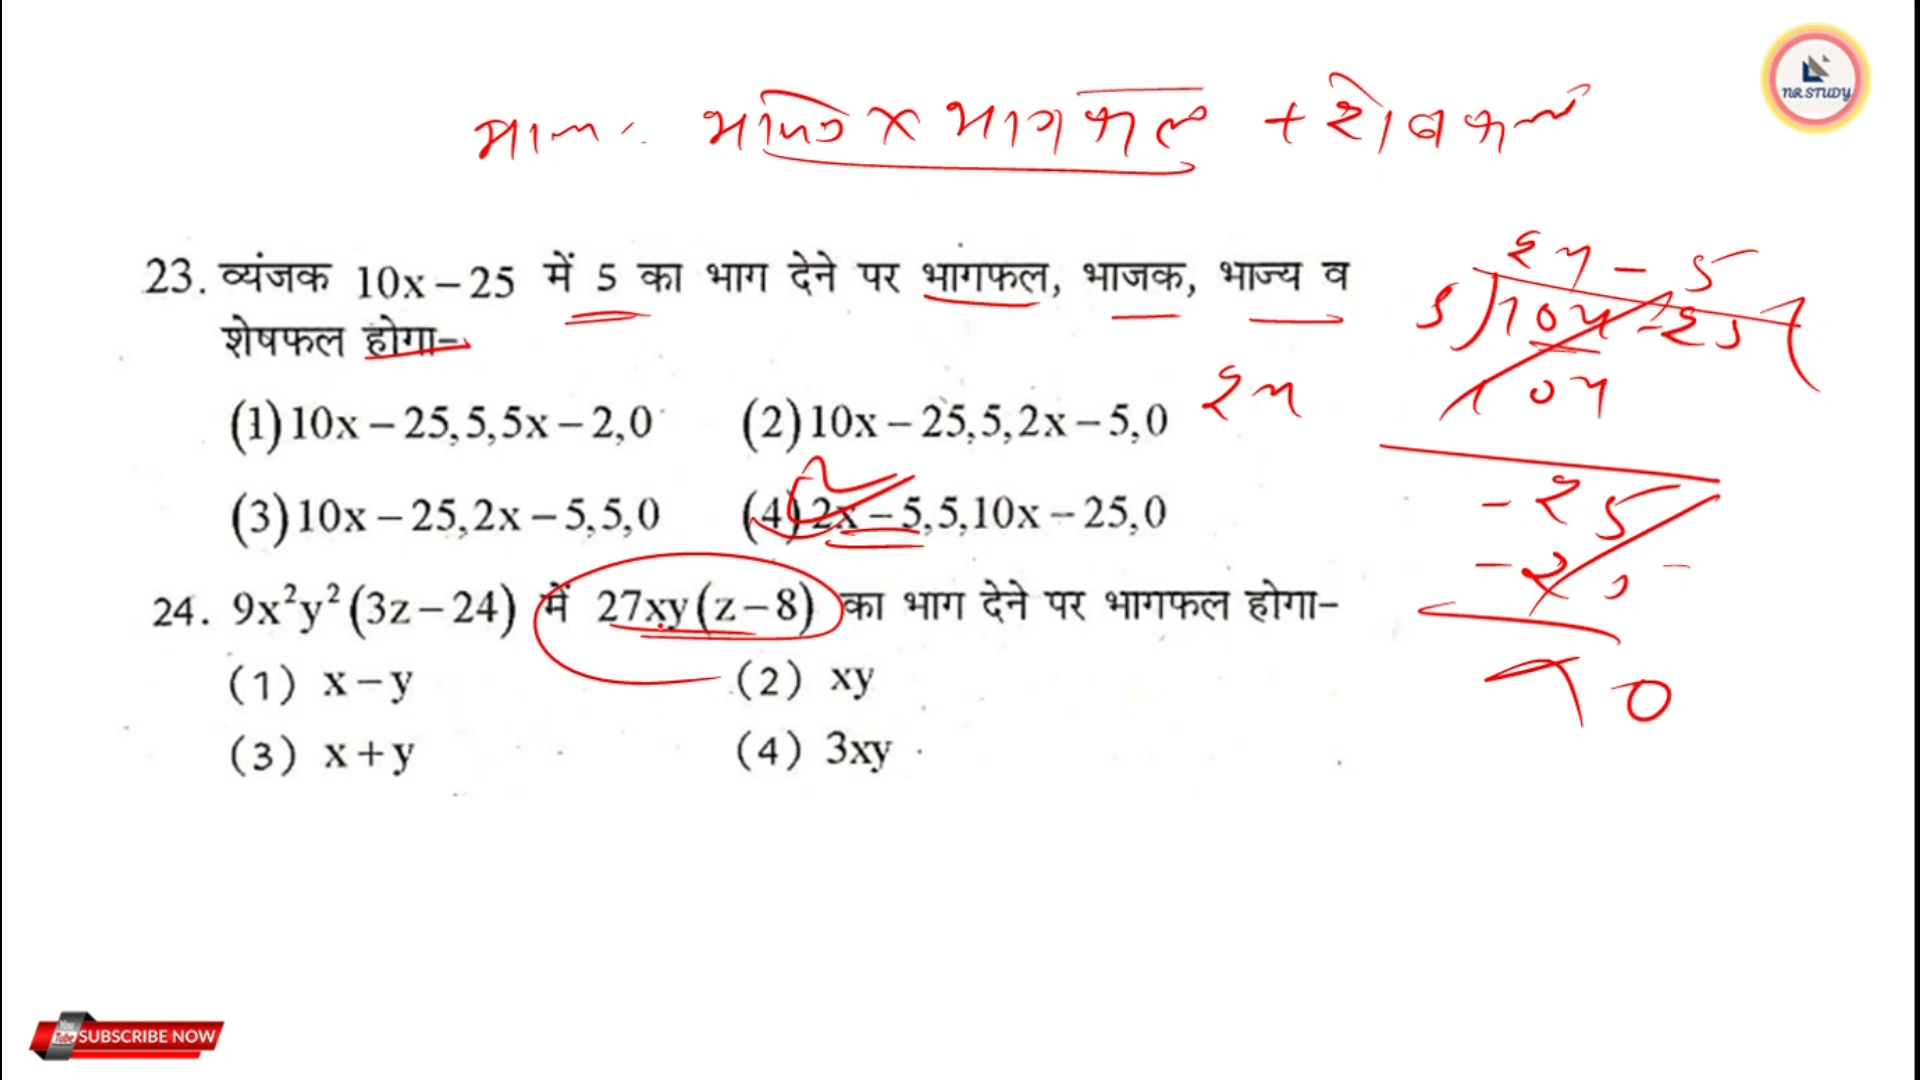 NR STUDY
भाजक × भागफल + शेषफल
23. व्यंजक 10x – 25 में 5 का भाग देने पर भागफल, भाजक, भाज्य व
शेषफल होगा–
(1) 10x – 25, 5, 5x – 2, 0 (2) 10x – 25, 5, 2x – 5, 0
(3) 10x – 25, 2x – 5, 5, 0 (4) 2x – 5, 5, 10x – 25, 0
24. 9x²y² (3z – 24) में 27xy (z – 8) का भाग देने पर भागफल होगा–
(1) x – y (2) xy
(3) x + y (4) 3xy
2x – 5
5) 10x – 25 (
10x
2x
– 25
0
You Tube SUBSCRIBE NOW